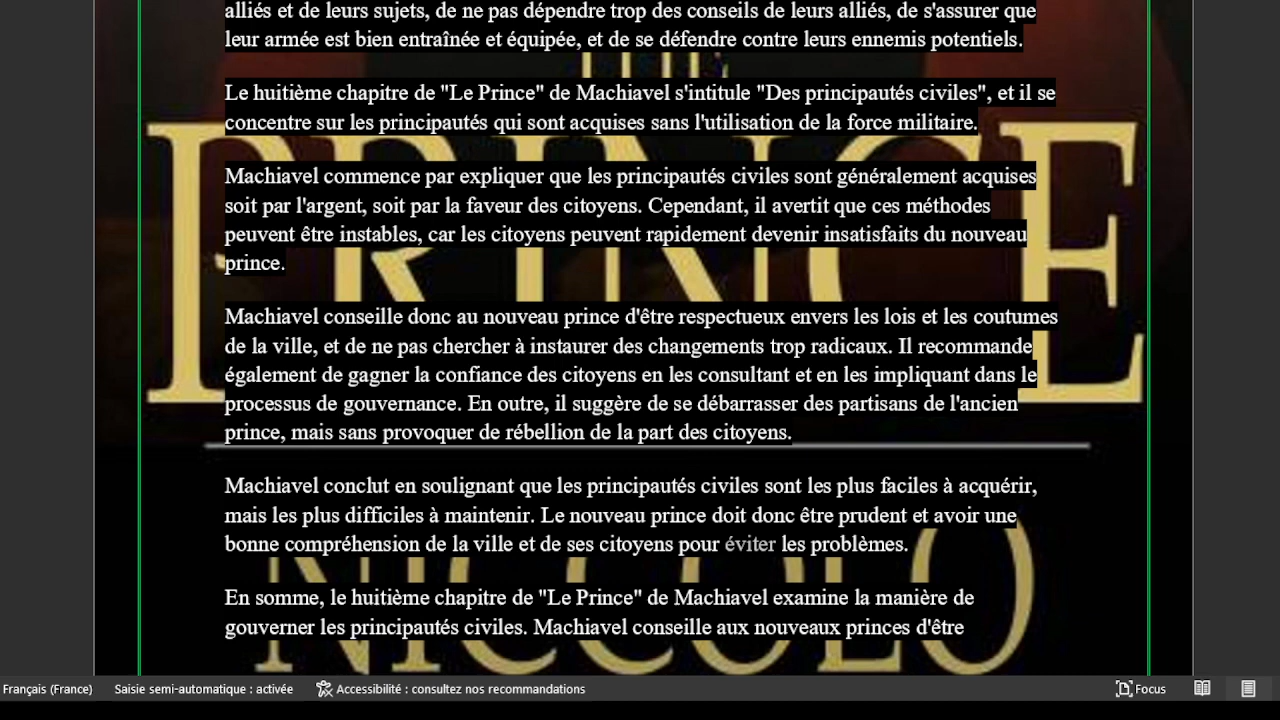 alliés et de leurs sujets, de ne pas dépendre trop des conseils de leurs alliés, de s'assurer que
leur armée est bien entraînée et équipée, et de se défendre contre leurs ennemis potentiels.
Le huitième chapitre de "Le Prince" de Machiavel s'intitule "Des principautés civiles", et il se
concentre sur les principautés qui sont acquises sans l'utilisation de la force militaire.
PRINCE
Machiavel commence par expliquer que les principautés civiles sont généralement acquises
soit par l'argent, soit par la faveur des citoyens. Cependant, il avertit que ces méthodes
peuvent être instables, car les citoyens peuvent rapidement devenir insatisfaits du nouveau
prince.
Machiavel conseille donc au nouveau prince d'être respectueux envers les lois et les coutumes
de la ville, et de ne pas chercher à instaurer des changements trop radicaux. Il recommande
également de gagner la confiance des citoyens en les consultant et en les impliquant dans le
processus de gouvernance. En outre, il suggère de se débarrasser des partisans de l'ancien
prince, mais sans provoquer de rébellion de la part des citoyens.
Machiavel conclut en soulignant que les principautés civiles sont les plus faciles à acquérir,
mais les plus difficiles à maintenir. Le nouveau prince doit donc être prudent et avoir une
bonne compréhension de la ville et de ses citoyens pour éviter les problèmes.
NICCOLO
En somme, le huitième chapitre de "Le Prince" de Machiavel examine la manière de
gouverner les principautés civiles. Machiavel conseille aux nouveaux princes d'être
Français (France) Saisie semi-automatique : activée Accessibilité : consultez nos recommandations Focus